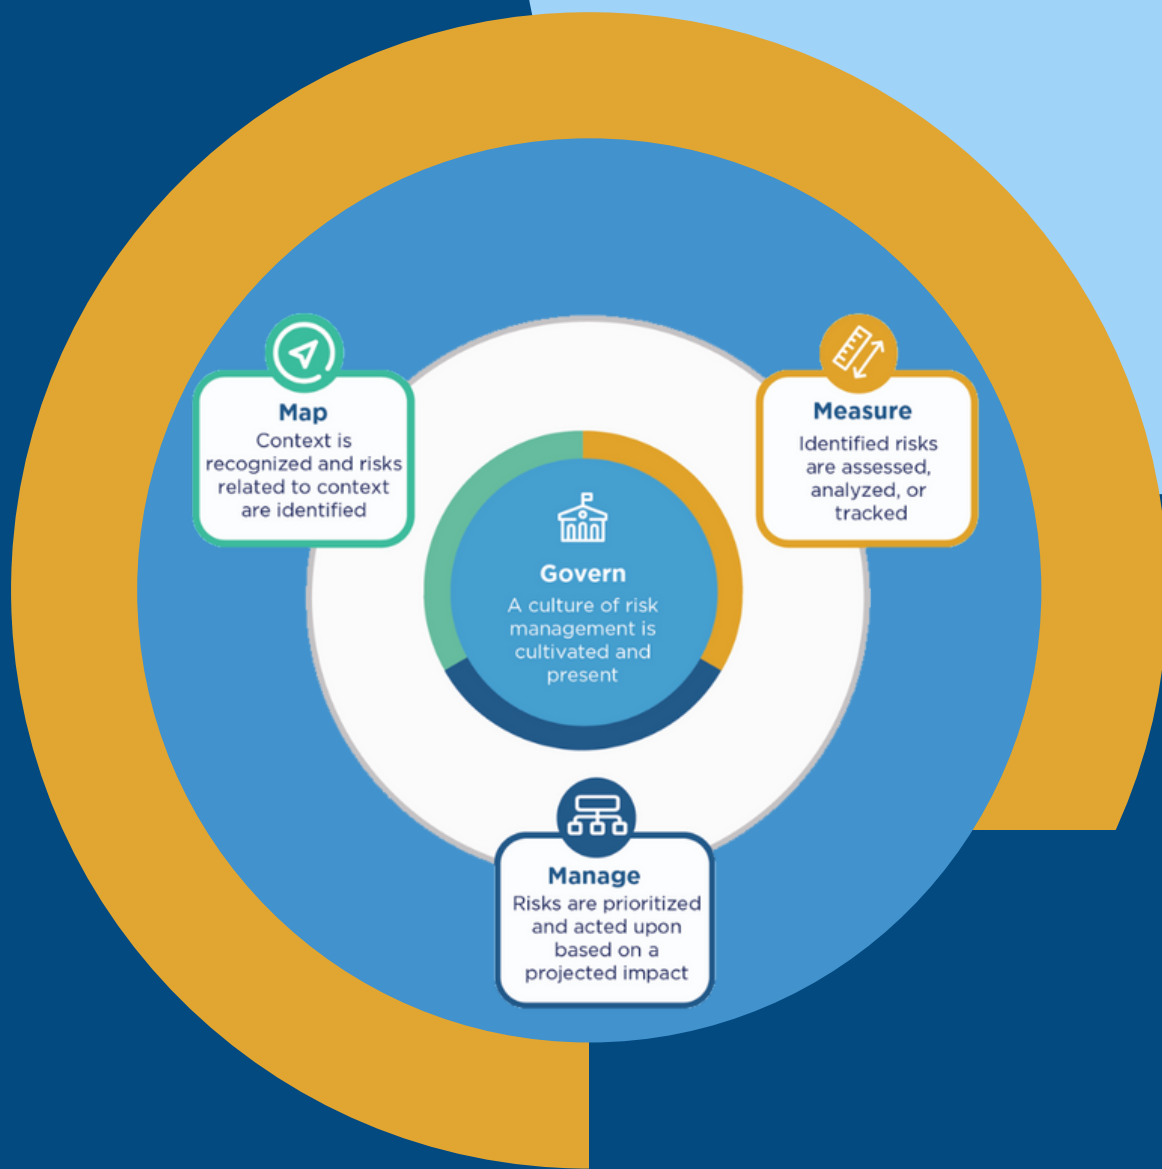 Map
Context is
recognized and risks
related to context
are identified
Measure
Identified risks
are assessed,
analyzed, or
tracked
Govern
A culture of risk
management is
cultivated and
present
Manage
Risks are prioritized
and acted upon
based on a
projected impact